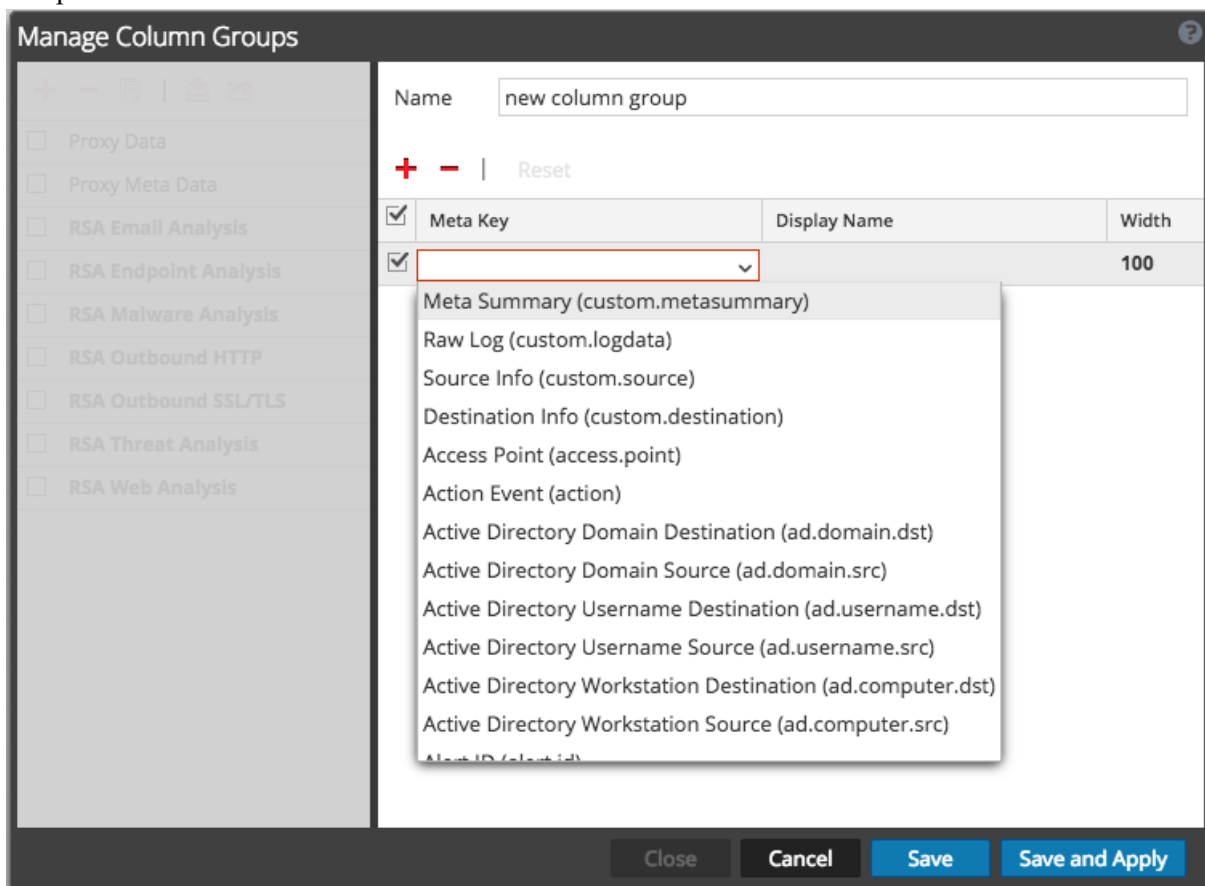 Manage Column Groups
Name new column group
Reset
Proxy Data
Proxy Meta Data
RSA Email Analysis
RSA Endpoint Analysis
RSA Malware Analysis
RSA Outbound HTTP
RSA Outbound SSL/TLS
RSA Threat Analysis
RSA Web Analysis
Meta Key Display Name Width
100
Meta Summary (custom.metasummary)
Raw Log (custom.logdata)
Source Info (custom.source)
Destination Info (custom.destination)
Access Point (access.point)
Action Event (action)
Active Directory Domain Destination (ad.domain.dst)
Active Directory Domain Source (ad.domain.src)
Active Directory Username Destination (ad.username.dst)
Active Directory Username Source (ad.username.src)
Active Directory Workstation Destination (ad.computer.dst)
Active Directory Workstation Source (ad.computer.src)
Alert ID (alert.id)
Close Cancel Save Save and Apply